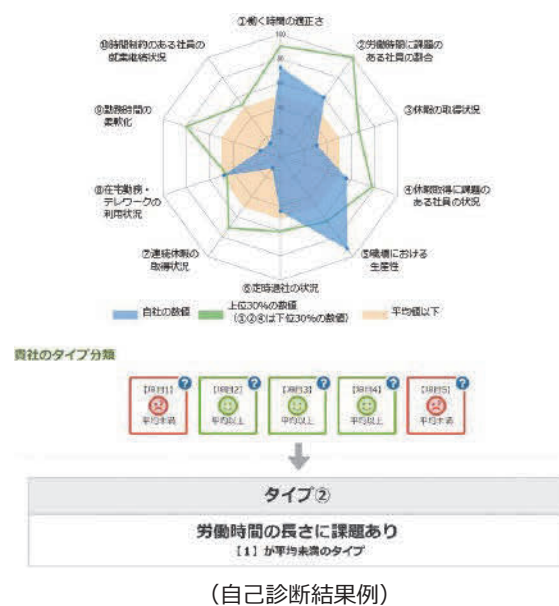 ①働く時間の適正さ
100
80
⑩時間制約のある社員の
就業継続状況
②労働時間に課題の
ある社員の割合
⑨勤務時間の
柔軟化
③休暇の取得状況
⑧在宅勤務・
テレワークの
利用状況
④休暇取得に課題の
ある社員の状況
⑦連続休暇の
取得状況
⑤職場における
生産性
⑥定時退社の状況
自社の数値
上位30%の数値
(①②④は下位30%の数値)
平均値以下
貴社のタイプ分類
【項目1】
平均未満
?
【項目2】
平均以上
?
【項目3】
平均以上
?
【項目4】
平均以上
?
【項目5】
平均未満
?
タイプ②
労働時間の長さに課題あり
【1】が平均未満のタイプ
(自己診断結果例)